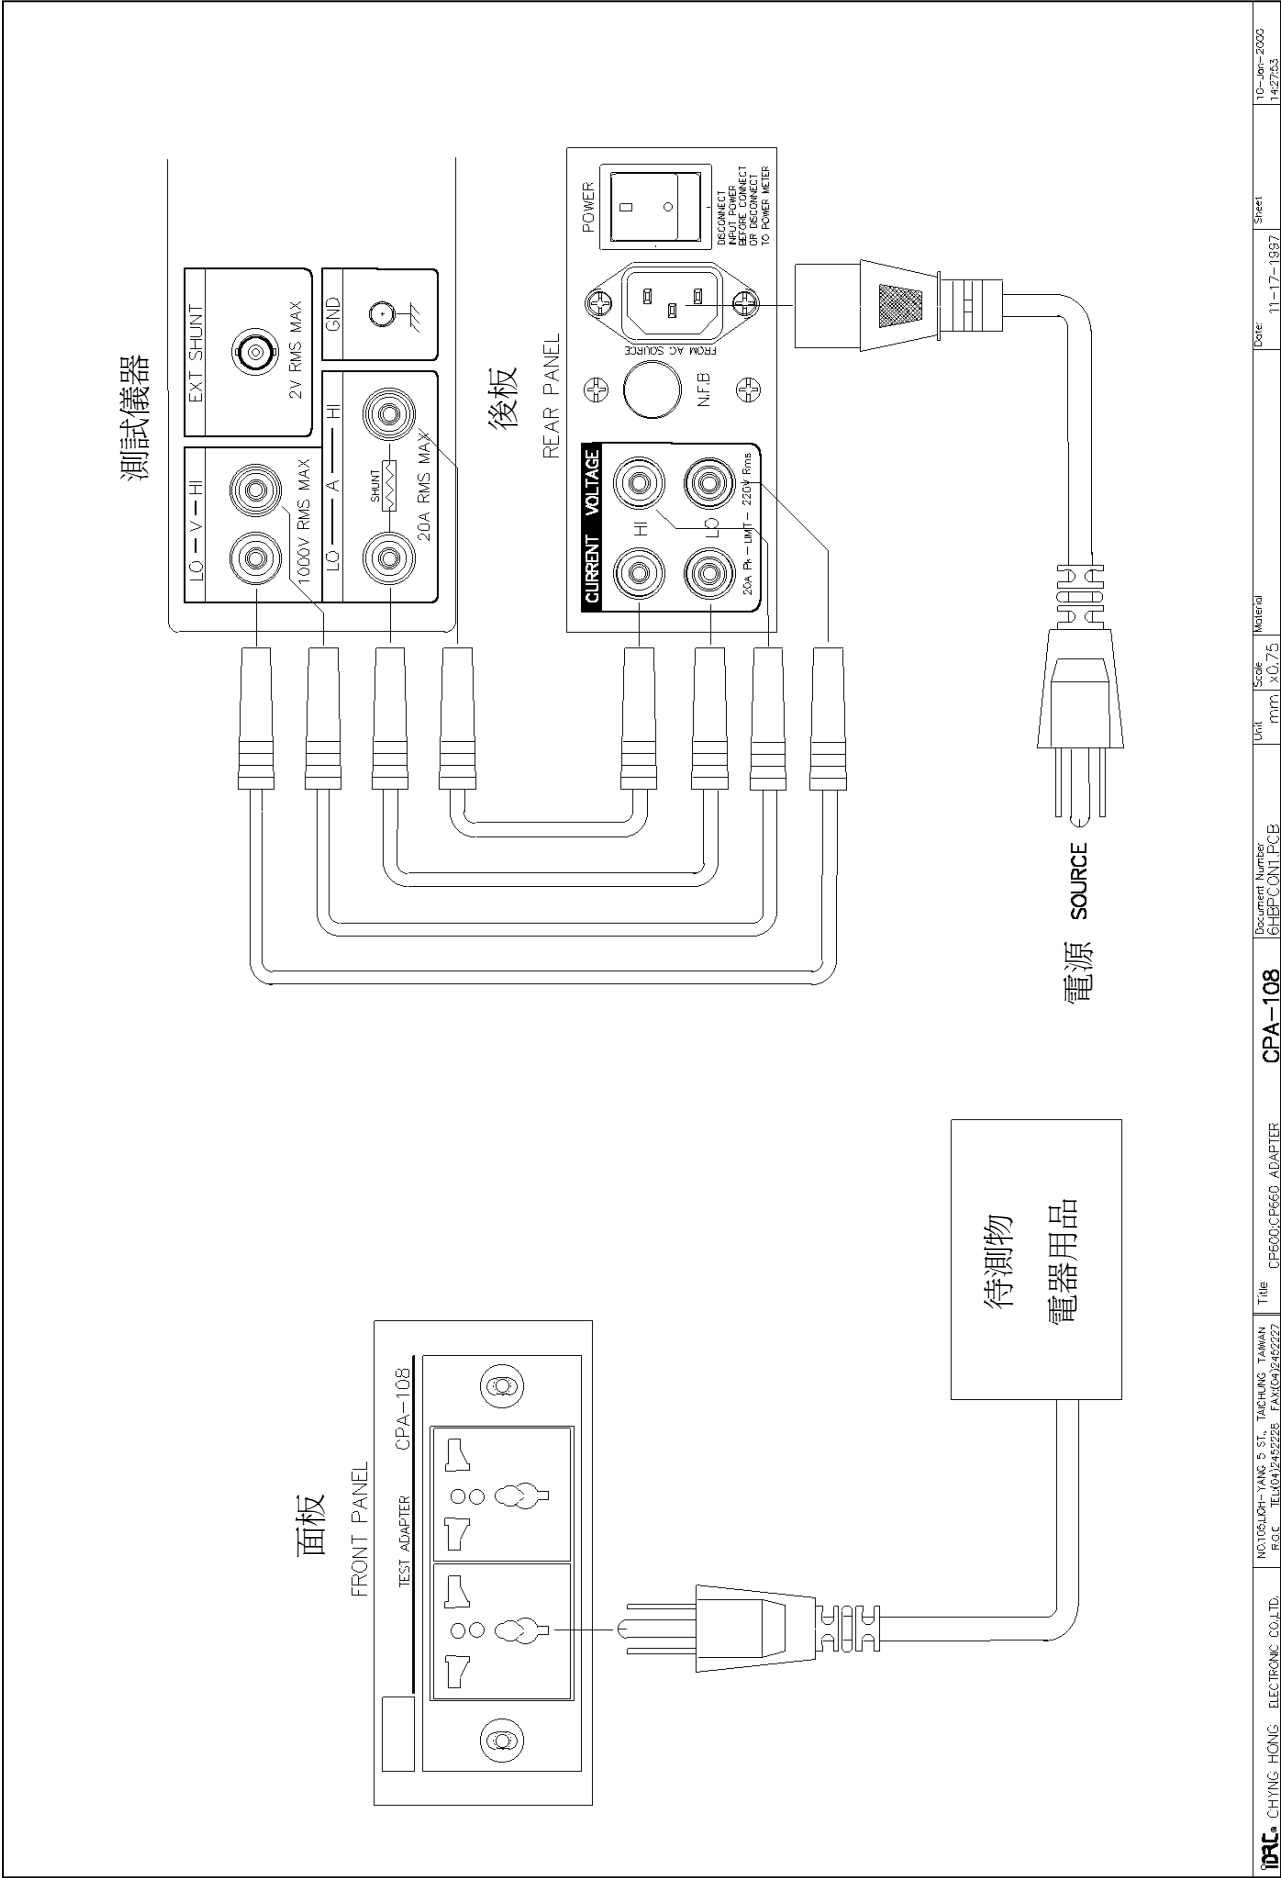 測試儀器
LO — V — HI
1000V RMS MAX
EXT SHUNT
2V RMS MAX
LO — A — HI
SHUNT
20A RMS MAX
GND
後板
REAR PANEL
CURRENT VOLTAGE
HI
LO
20A Pk — LIMIT — 220V Rms
N.F.B
FROM AC SOURCE
POWER
DISCONNECT
INPUT POWER
BEFORE CONNECT
OR DISCONNECT
TO POWER METER
電源 SOURCE
面板
FRONT PANEL
TEST ADAPTER CPA-108
待測物
電器用品
IDRC CHYNG HONG ELECTRONIC CO.,LTD.
NO.105,LIOH-YANG 5 ST., TAICHUNG TAIWAN
R.O.C TEL:(04)2452228 FAX:(04)2452227
Title CP600;CP660 ADAPTER CPA-108
Document Number
6HBPCON1.PCB
Unit
mm
Scale
x0.75
Material
Date:
11-17-1997
Sheet
10-Jan-2000
14:27:53